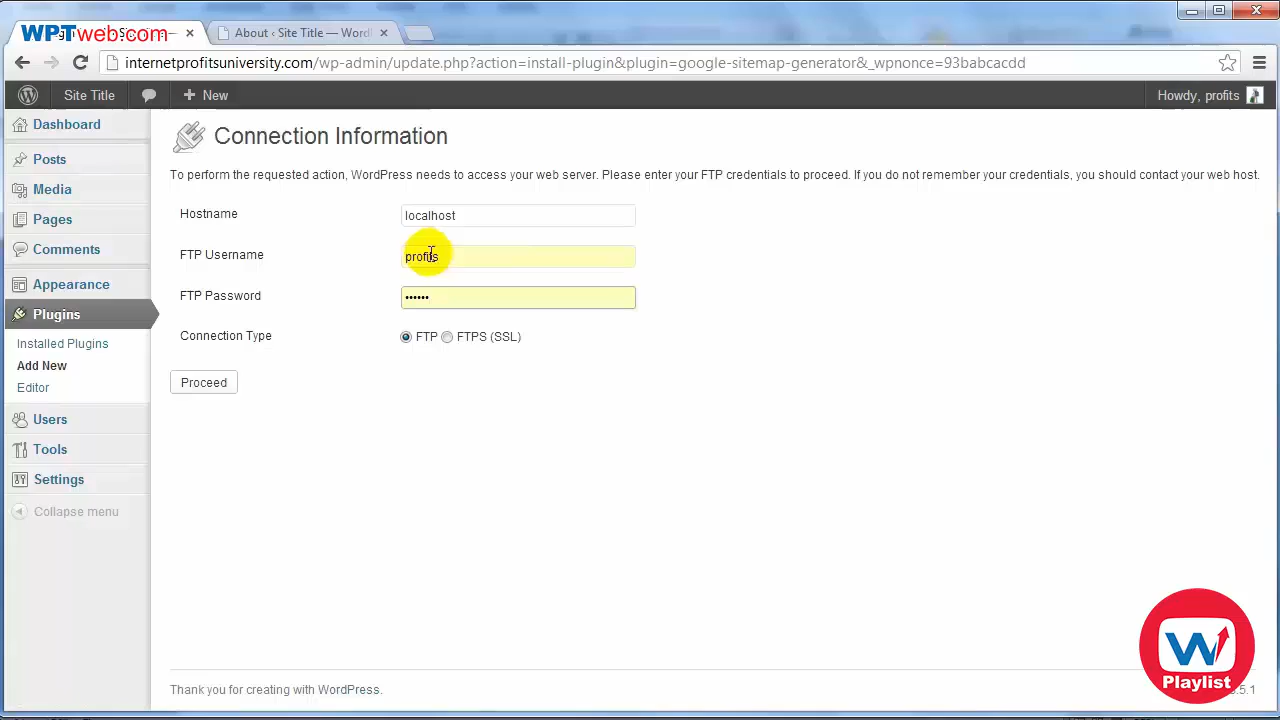 WPTweb.com
About ‹ Site Title — Word
internetprofitsuniversity.com/wp-admin/update.php?action=install-plugin&plugin=google-sitemap-generator&_wpnonce=93babcacdd
Site Title
New
Howdy, profits
Dashboard
Posts
Media
Pages
Comments
Appearance
Plugins
Installed Plugins
Add New
Editor
Users
Tools
Settings
Collapse menu
Connection Information
To perform the requested action, WordPress needs to access your web server. Please enter your FTP credentials to proceed. If you do not remember your credentials, you should contact your web host.
Hostname
localhost
FTP Username
profits
FTP Password
••••••
Connection Type
FTP FTPS (SSL)
Proceed
Thank you for creating with WordPress.
.5.1
W
Playlist